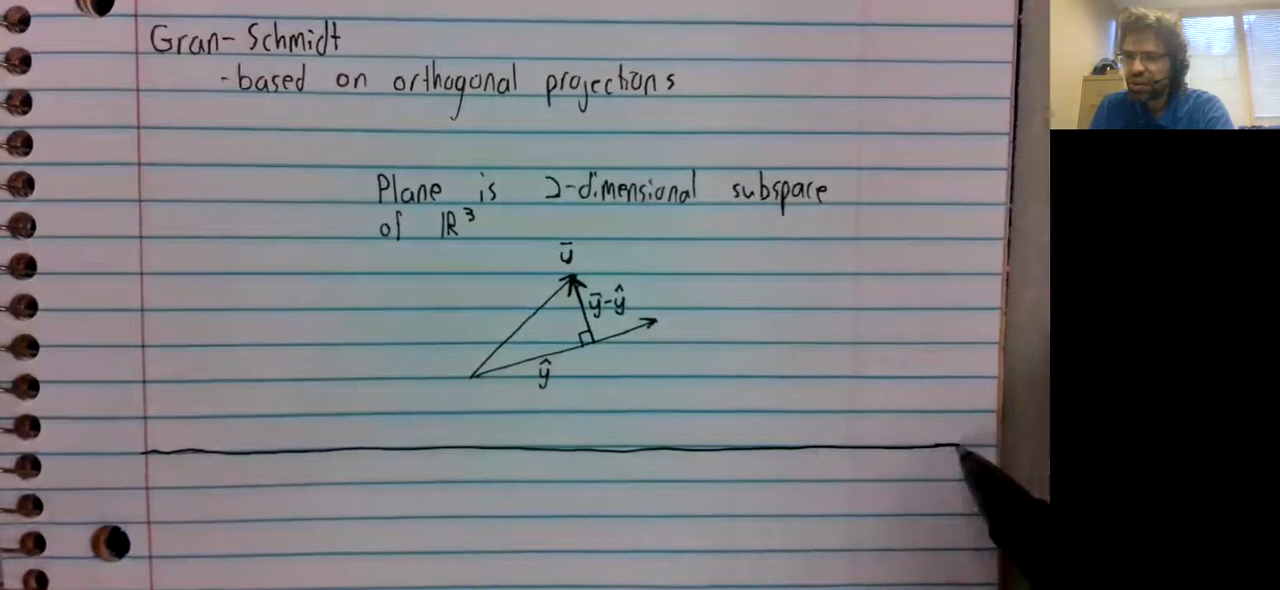 Gran-Schmidt
-based on orthogonal projections
Plane is 2-dimensional subspace
of ℝ³
ȳ
ȳ-ŷ
ŷ